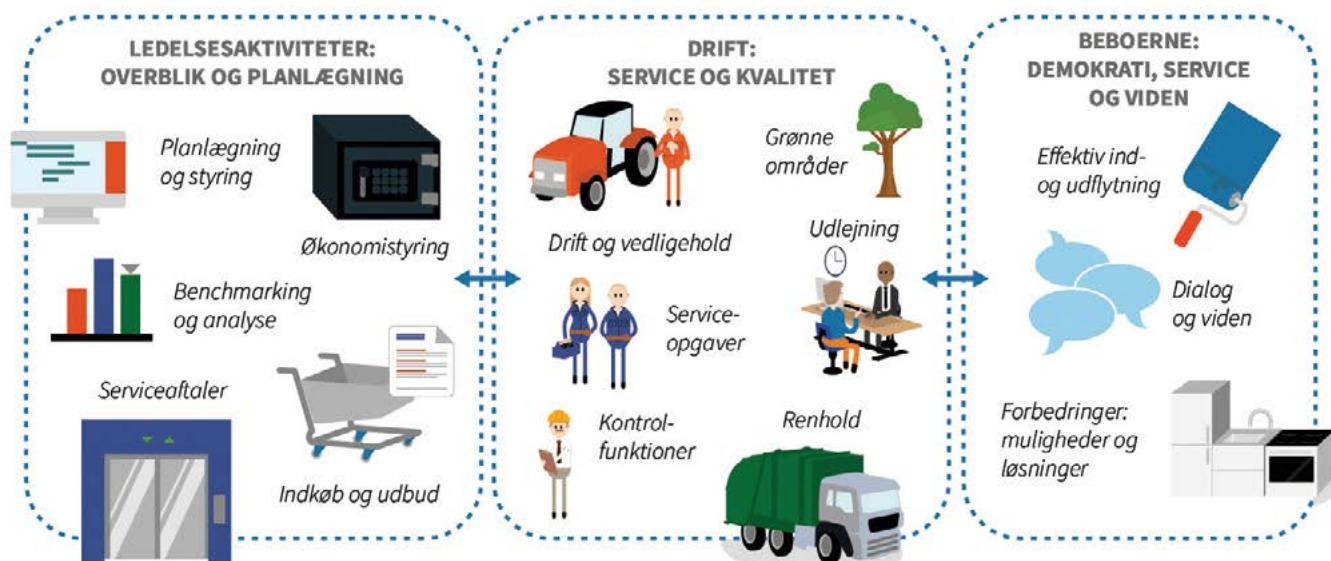 LEDELSESAKTIVITETER:
OVERBLIK OG PLANLÆGNING
Planlægning
og styring
Økonomistyring
Benchmarking
og analyse
Serviceaftaler
Indkøb og udbud
DRIFT:
SERVICE OG KVALITET
Grønne
områder
Drift og vedligehold
Udlejning
Service-
opgaver
Kontrol-
funktioner
Renhold
BEBOERNE:
DEMOKRATI, SERVICE
OG VIDEN
Effektiv ind-
og udflytning
Dialog
og viden
Forbedringer:
muligheder og
løsninger